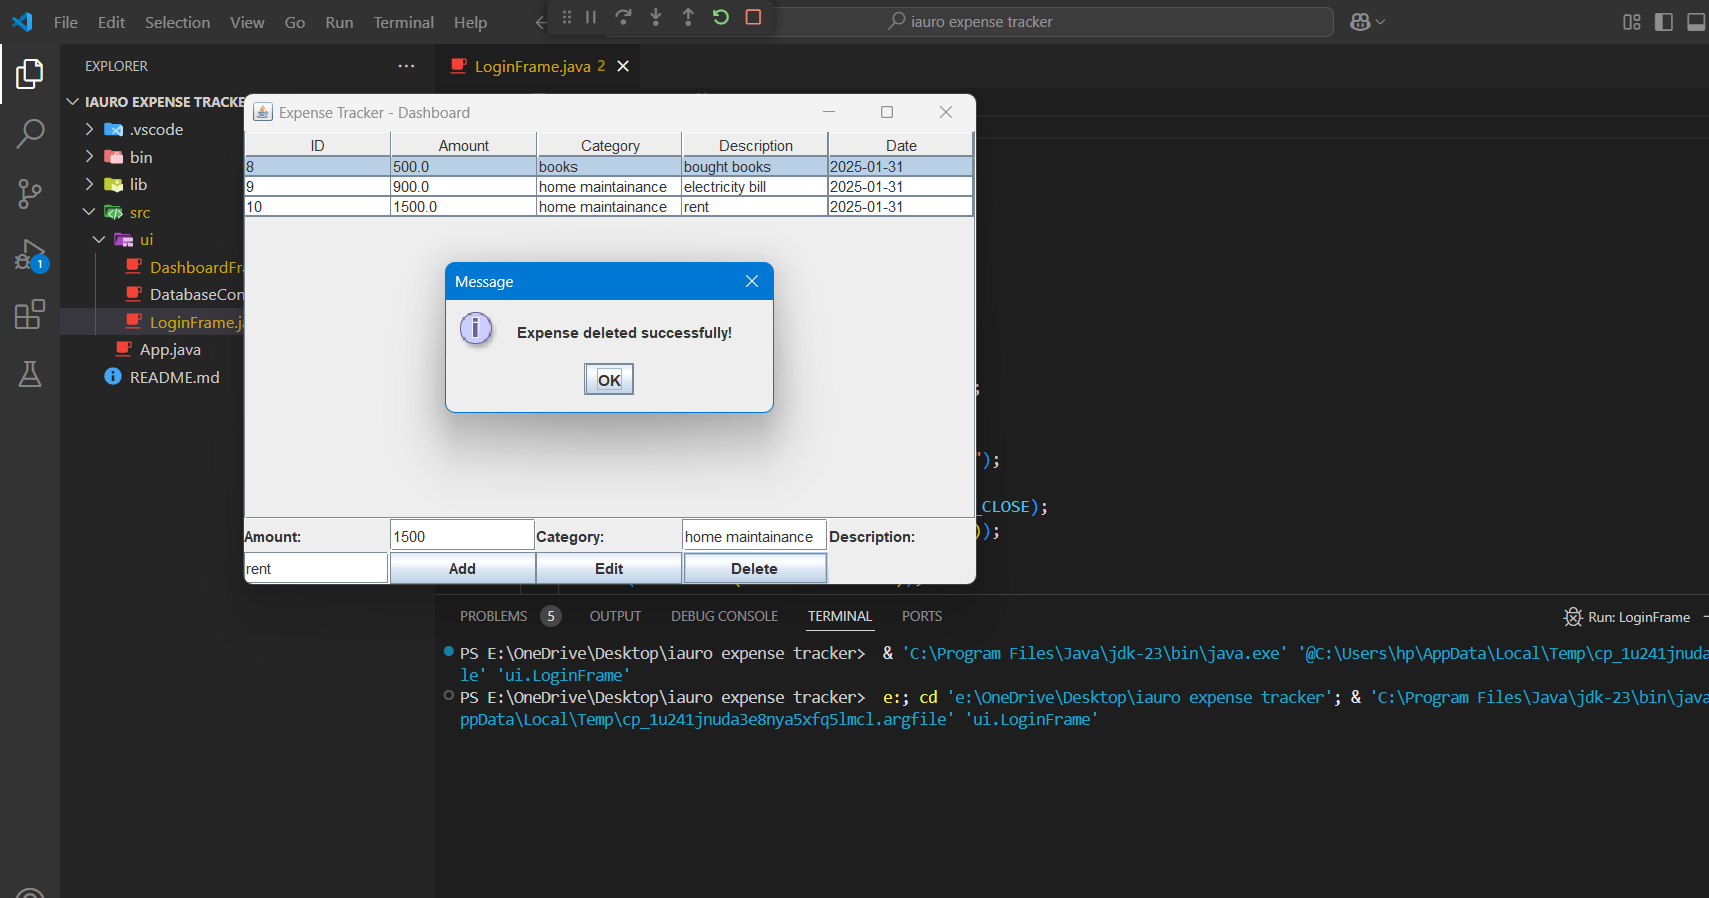 File Edit Selection View Go Run Terminal Help
iauro expense tracker
EXPLORER
LoginFrame.java 2
IAURO EXPENSE TRACKE
.vscode
bin
lib
src
ui
DashboardFra
DatabaseCon
LoginFrame.ja
App.java
README.md
1
Expense Tracker - Dashboard
ID Amount Category Description Date
8 500.0 books bought books 2025-01-31
9 900.0 home maintainance electricity bill 2025-01-31
10 1500.0 home maintainance rent 2025-01-31
Message
Expense deleted successfully!
OK
;
");
_CLOSE);
));
Amount: 1500 Category: home maintainance Description:
rent Add Edit Delete
PROBLEMS 5 OUTPUT DEBUG CONSOLE TERMINAL PORTS
Run: LoginFrame
PS E:\OneDrive\Desktop\iauro expense tracker> & 'C:\Program Files\Java\jdk-23\bin\java.exe' '@C:\Users\hp\AppData\Local\Temp\cp_1u241jnuda
le' 'ui.LoginFrame'
PS E:\OneDrive\Desktop\iauro expense tracker> e:; cd 'e:\OneDrive\Desktop\iauro expense tracker'; & 'C:\Program Files\Java\jdk-23\bin\java
ppData\Local\Temp\cp_1u241jnuda3e8nya5xfq5lmcl.argfile' 'ui.LoginFrame'